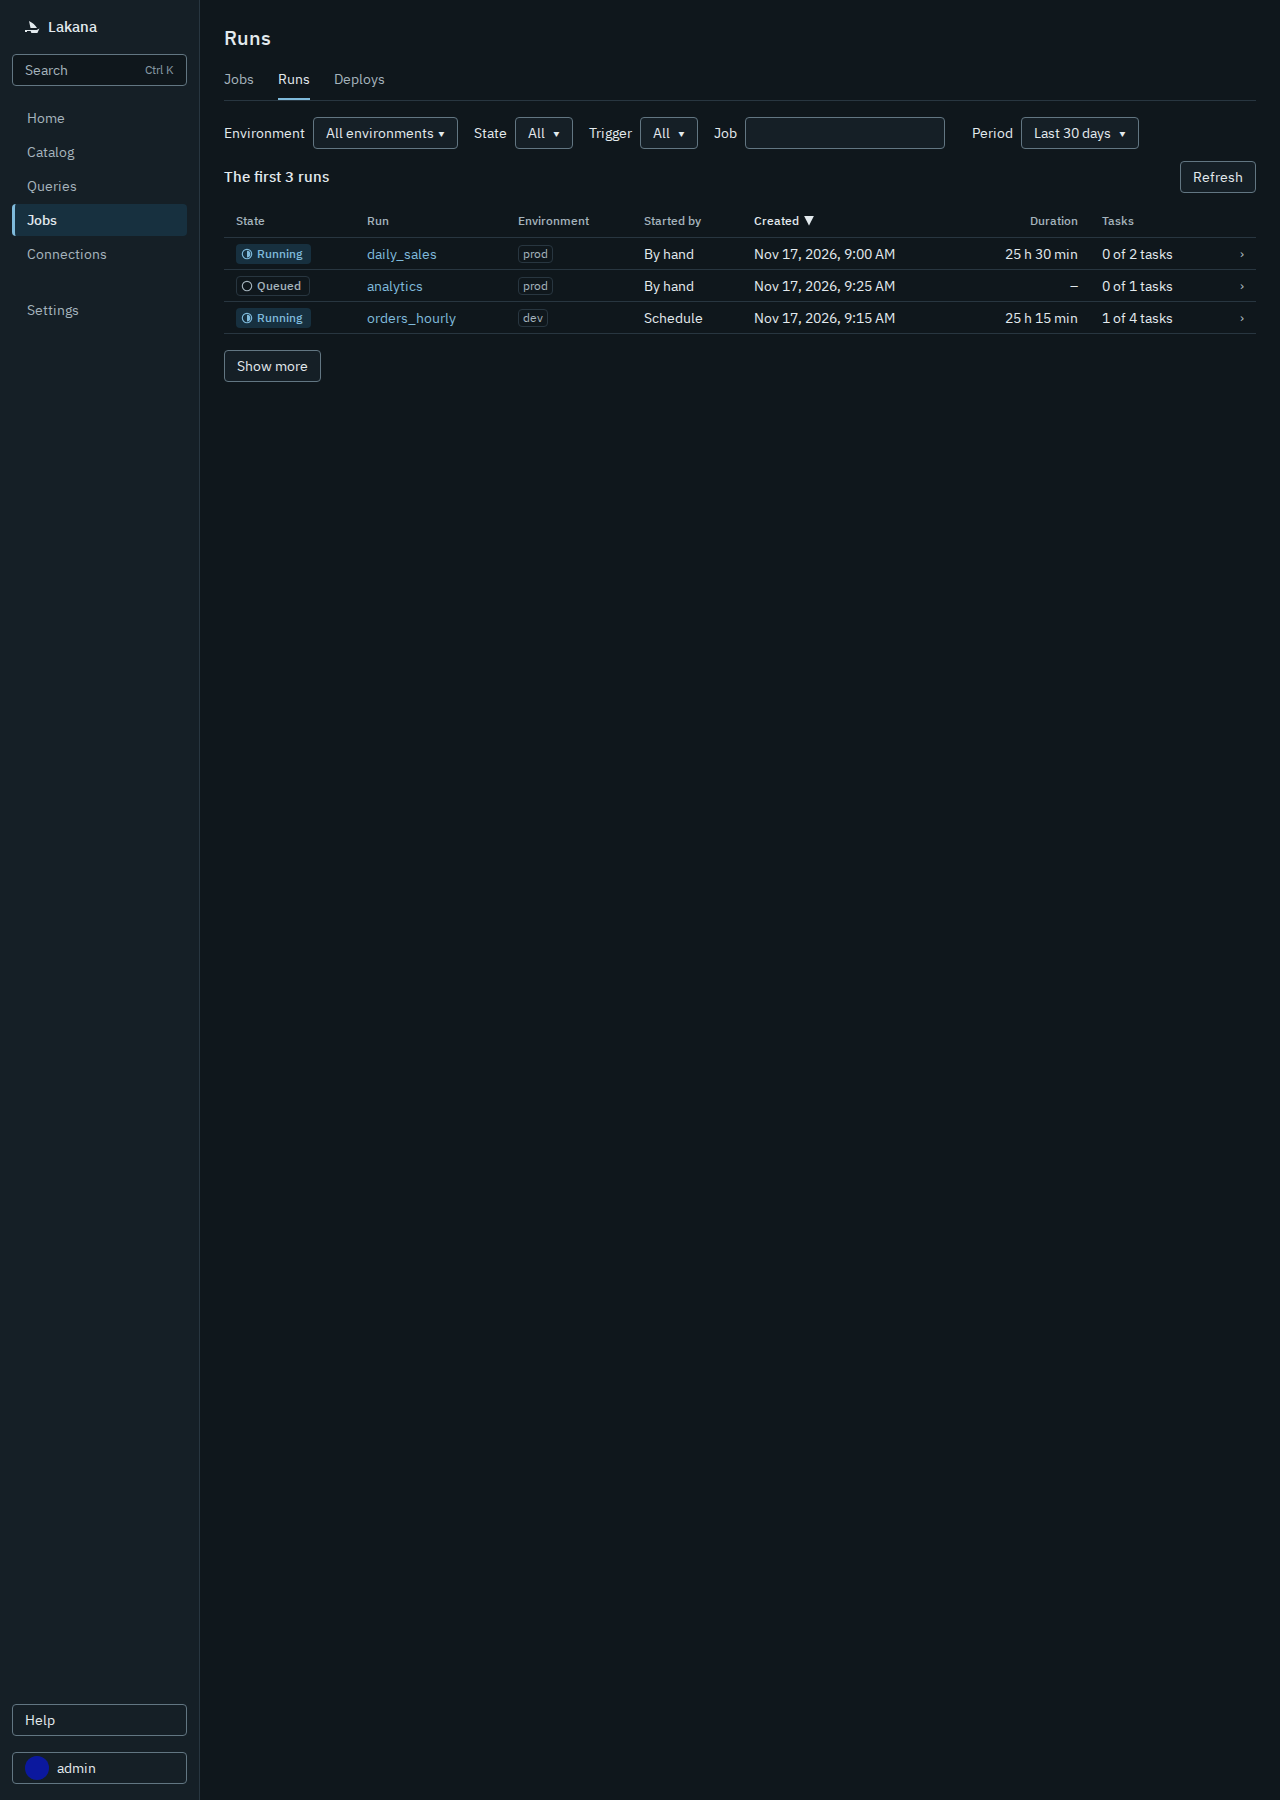 Lakana
Search Ctrl K
Home
Catalog
Queries
Jobs
Connections
Settings
Help
admin
Runs
Jobs Runs Deploys
Environment All environments ▾ State All ▾ Trigger All ▾ Job Period Last 30 days ▾
The first 3 runs Refresh
State Run Environment Started by Created ▼ Duration Tasks
Running daily_sales prod By hand Nov 17, 2026, 9:00 AM 25 h 30 min 0 of 2 tasks ›
Queued analytics prod By hand Nov 17, 2026, 9:25 AM – 0 of 1 tasks ›
Running orders_hourly dev Schedule Nov 17, 2026, 9:15 AM 25 h 15 min 1 of 4 tasks ›
Show more